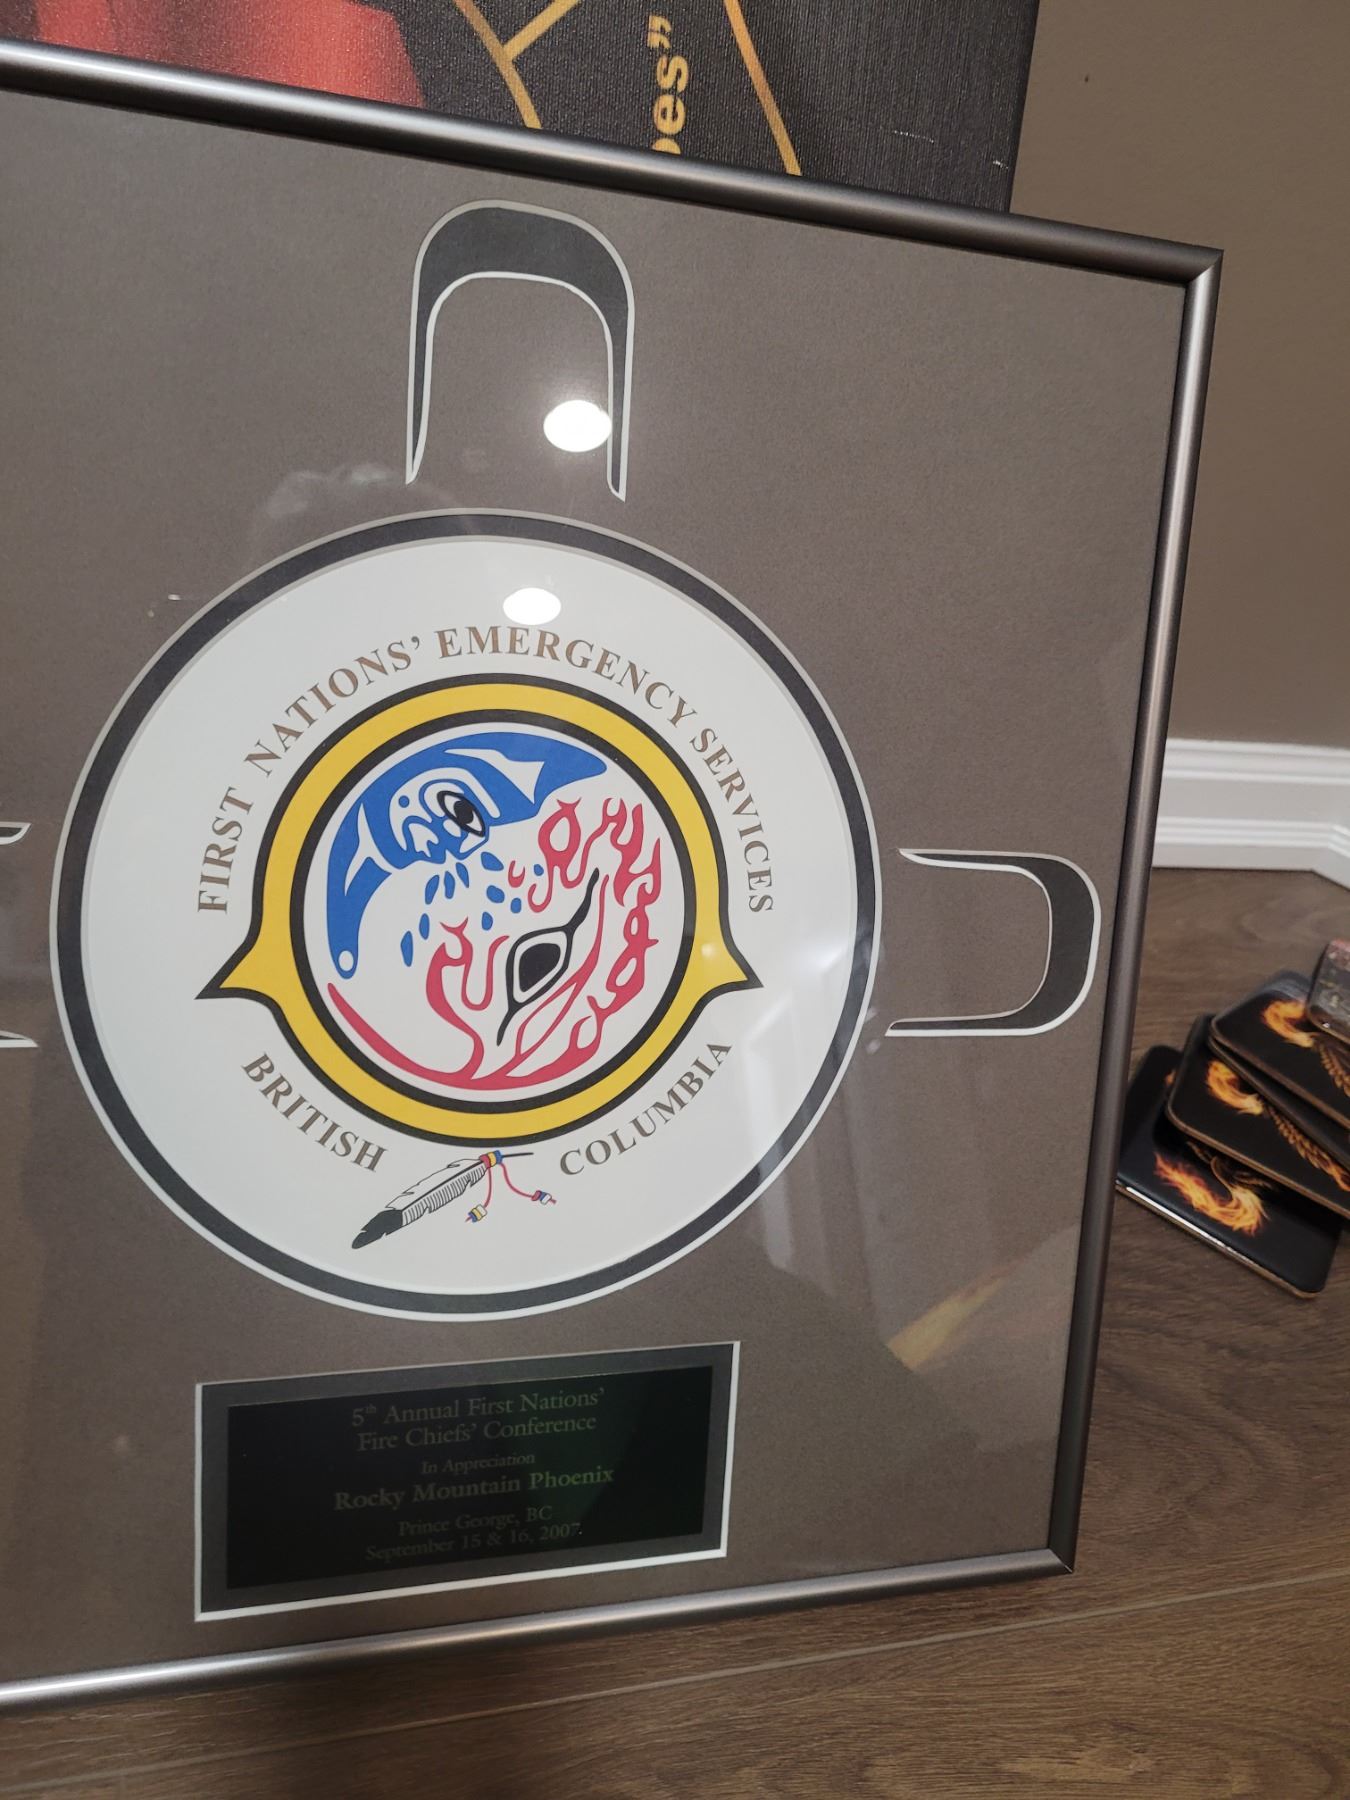 oes”
FIRST NATIONS’ EMERGENCY SERVICES
BRITISH COLUMBIA
5th Annual First Nations’
Fire Chiefs’ Conference
In Appreciation
Rocky Mountain Phoenix
Prince George, BC
September 15 & 16, 2007